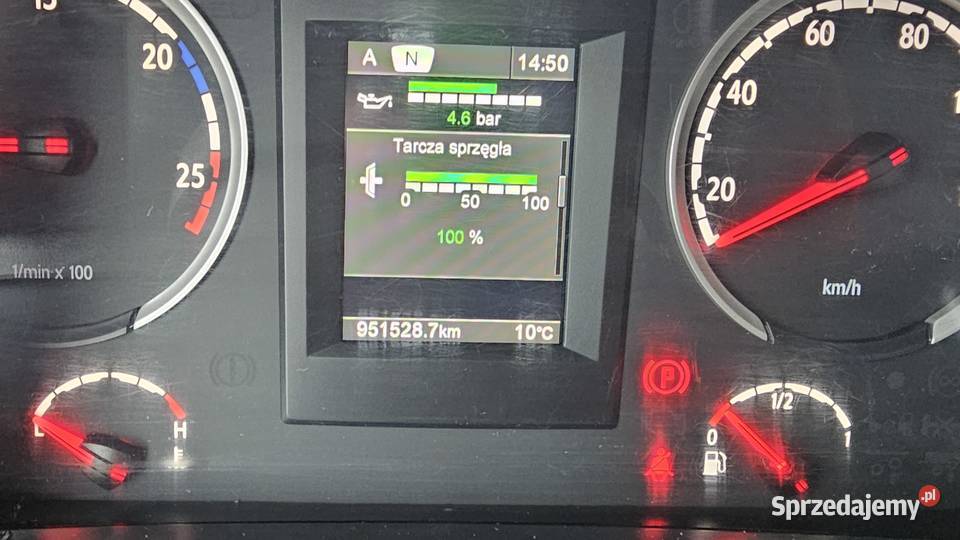 15
20
25
1/min x 100
A N 14:50
4.6 bar
Tarcza sprzęgła
0 50 100
100 %
951528.7km 10°C
20
40
60
80
km/h
H
P
0 1/2 1
Sprzedajemy.pl